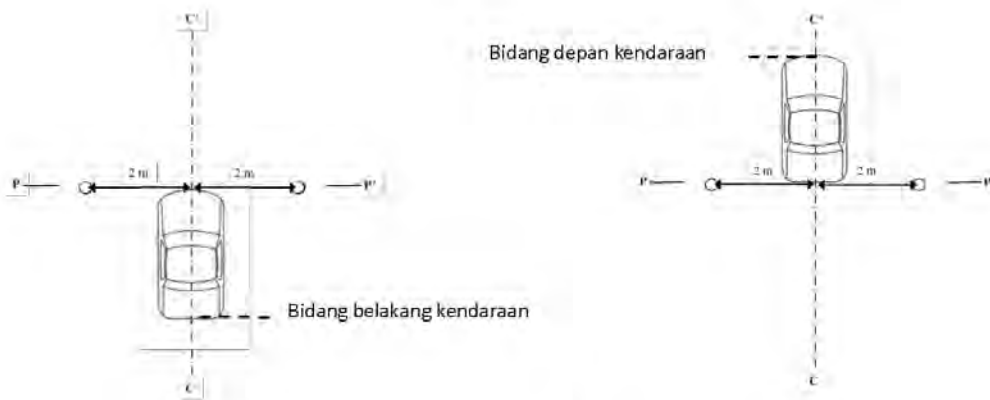 C'
Bidang depan kendaraan
2 m
2 m
P
P'
Bidang belakang kendaraan
C
C'
2 m
2 m
P
P
C